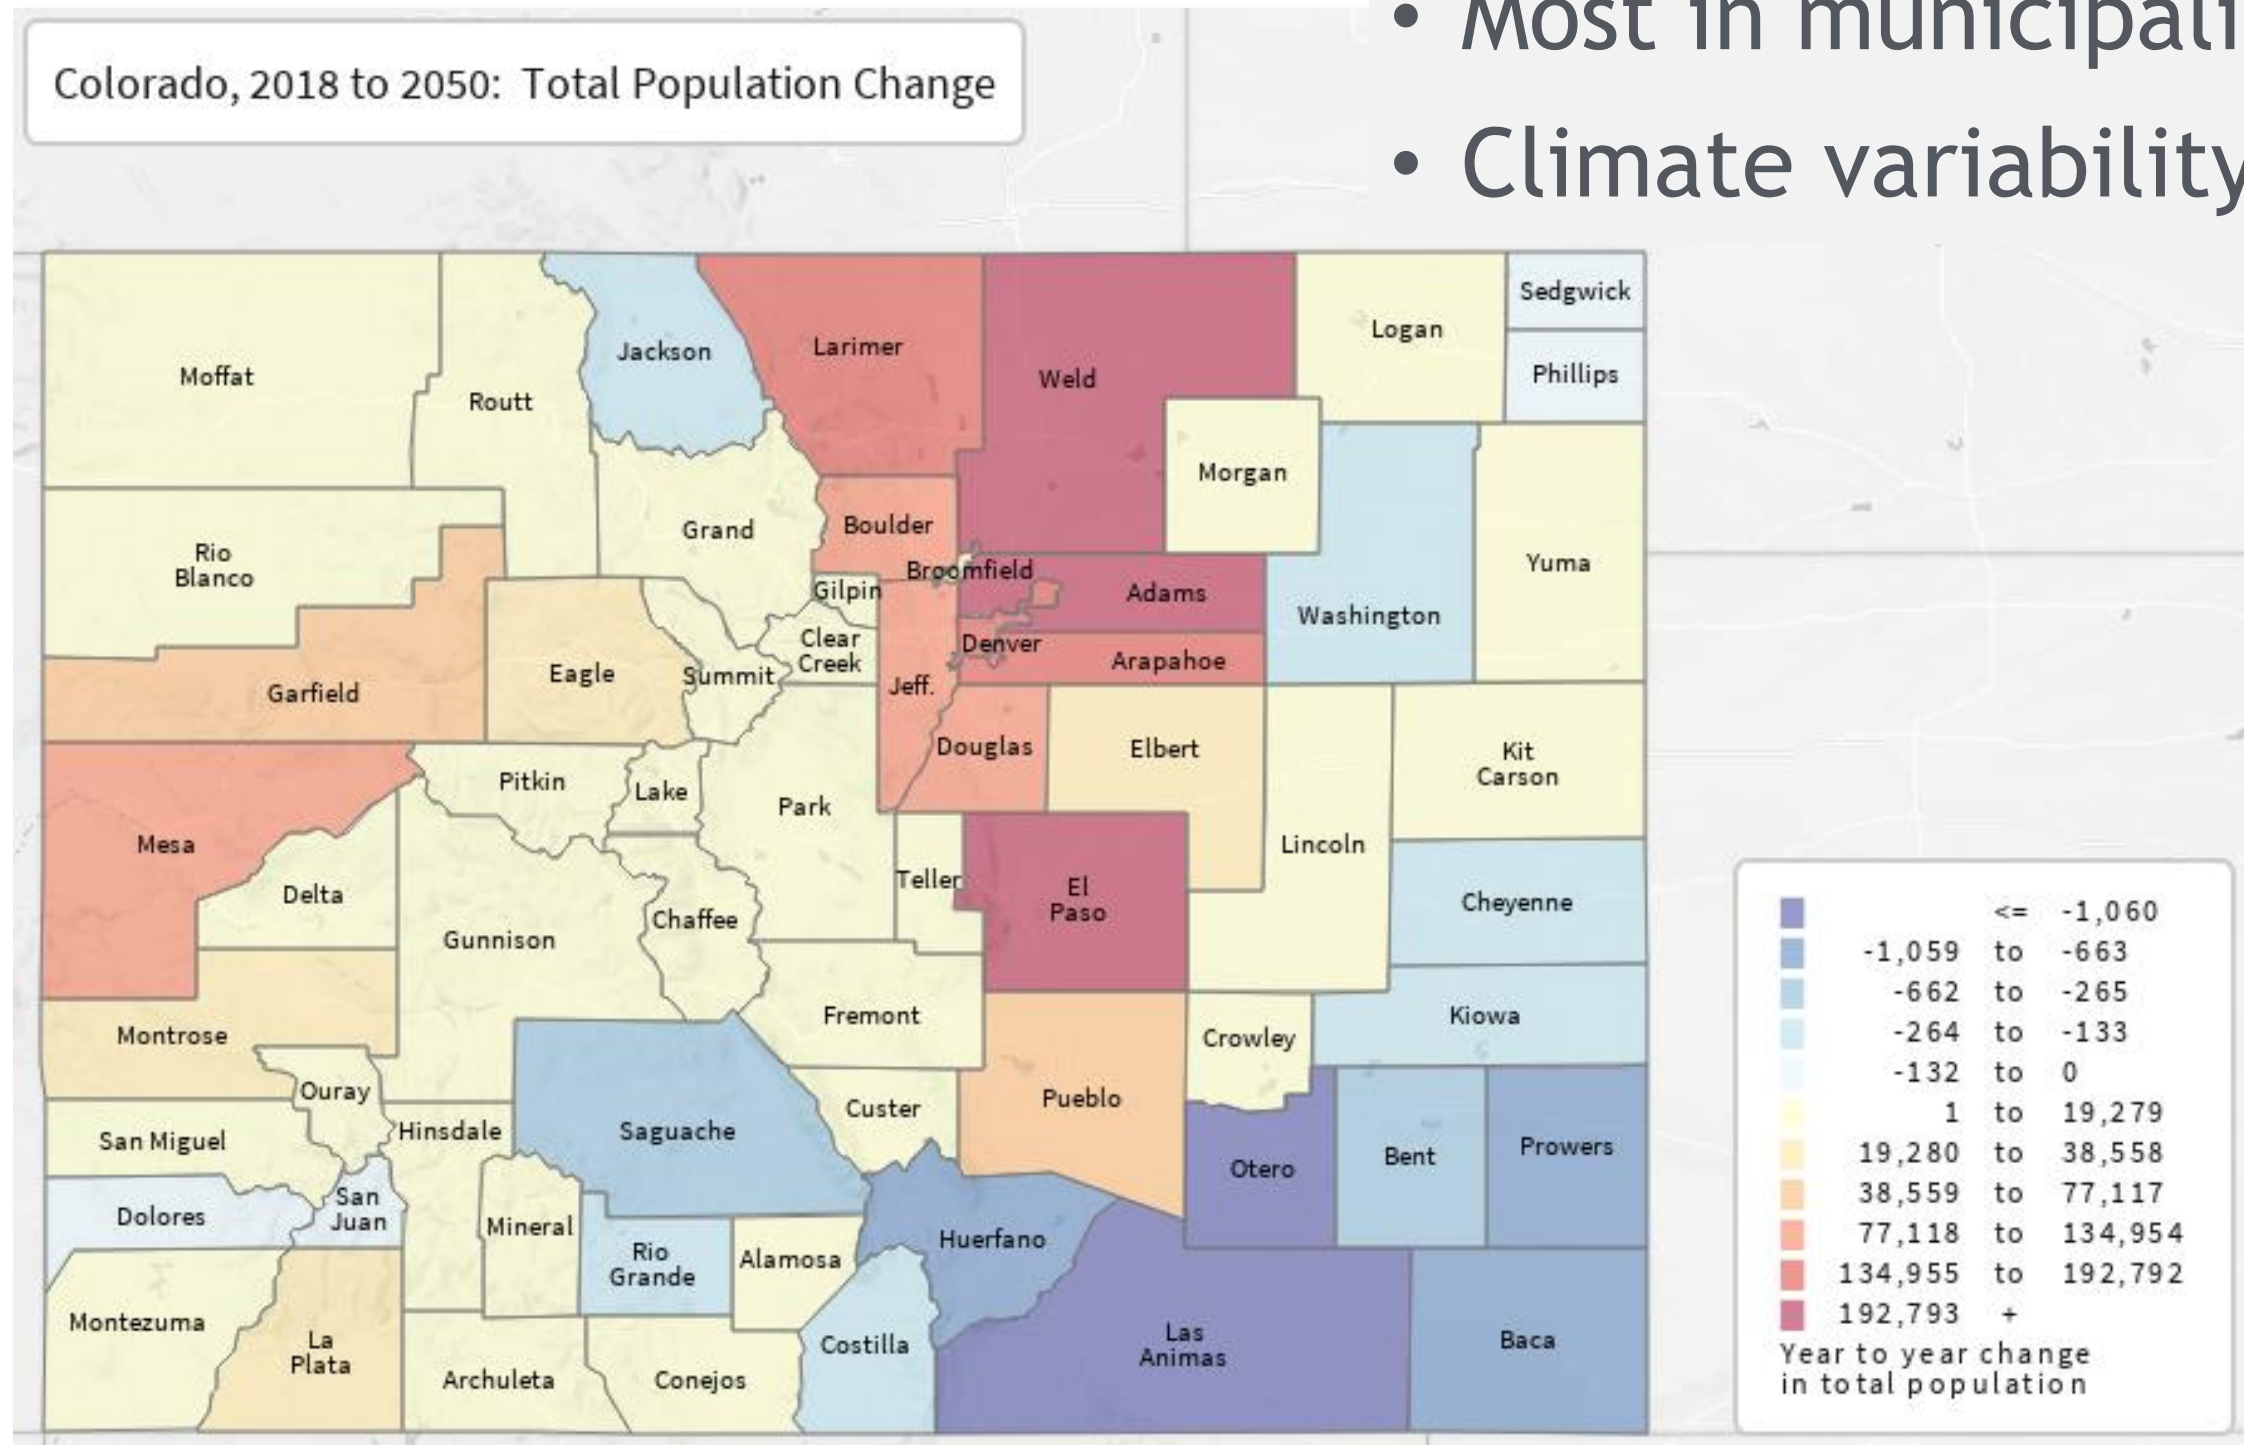 • Most in municipali
• Climate variability
Colorado, 2018 to 2050: Total Population Change
Sedgwick
Logan
Larimer
Jackson
Moffat
Weld
Phillips
Routt
Morgan
Boulder
Grand
Rio
Blanco
Yuma
Broomfield
Gilpin
Adams
Washington
Clear
Creek
Denver
Arapahoe
Eagle
Summit
Garfield
Jeff.
Douglas
Elbert
Kit
Carson
Pitkin
Lake
Park
Mesa
Lincoln
Teller
El
Paso
Delta
Cheyenne
Chaffee
Gunnison
Fremont
Kiowa
Montrose
Crowley
Ouray
Pueblo
Custer
Hinsdale
Saguache
San Miguel
Prowers
Bent
Otero
San
Juan
Dolores
Mineral
Huerfano
Rio
Grande
Alamosa
Montezuma
La
Plata
Costilla
Las
Animas
Baca
Archuleta
Conejos
<= -1,060
-1,059 to -663
-662 to -265
-264 to -133
-132 to 0
1 to 19,279
19,280 to 38,558
38,559 to 77,117
77,118 to 134,954
134,955 to 192,792
192,793 +
Year to year change
in total population